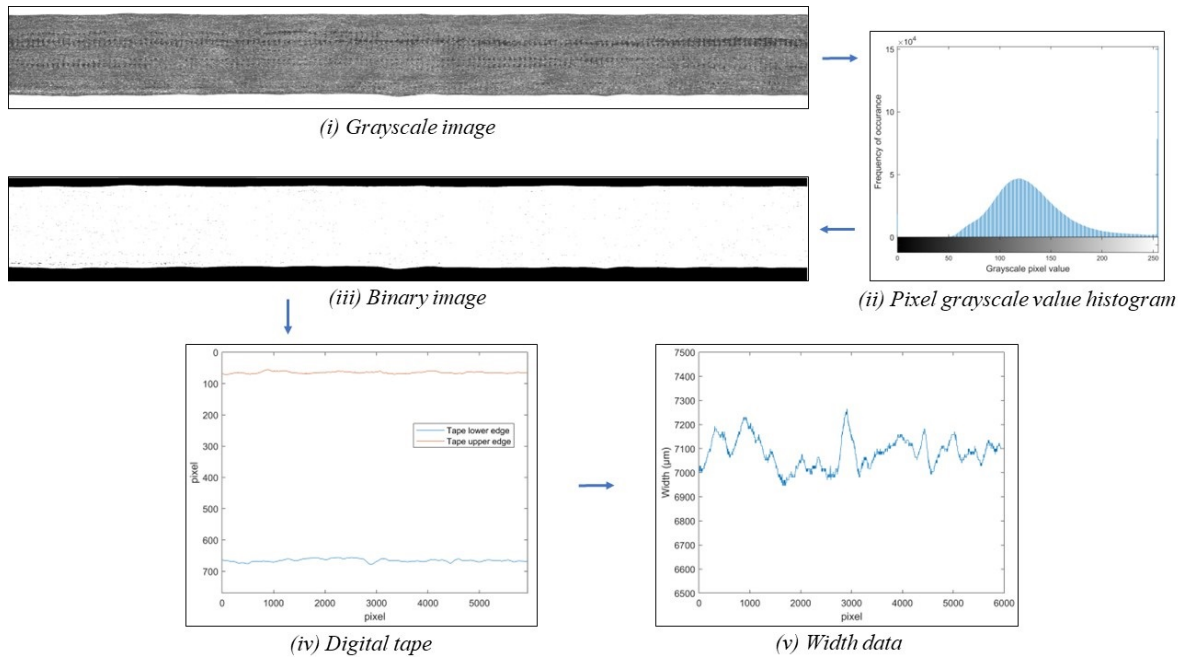 (i) Grayscale image
×10⁴
15
10
5
0
Frequency of occurance
0 50 100 150 200 250
Grayscale pixel value
(ii) Pixel grayscale value histogram
(iii) Binary image
0
100
200
300
400
500
600
700
pixel
Tape lower edge
Tape upper edge
0 1000 2000 3000 4000 5000
pixel
(iv) Digital tape
7500
7400
7300
7200
7100
7000
6900
6800
6700
6600
6500
Width (μm)
0 1000 2000 3000 4000 5000 6000
pixel
(v) Width data